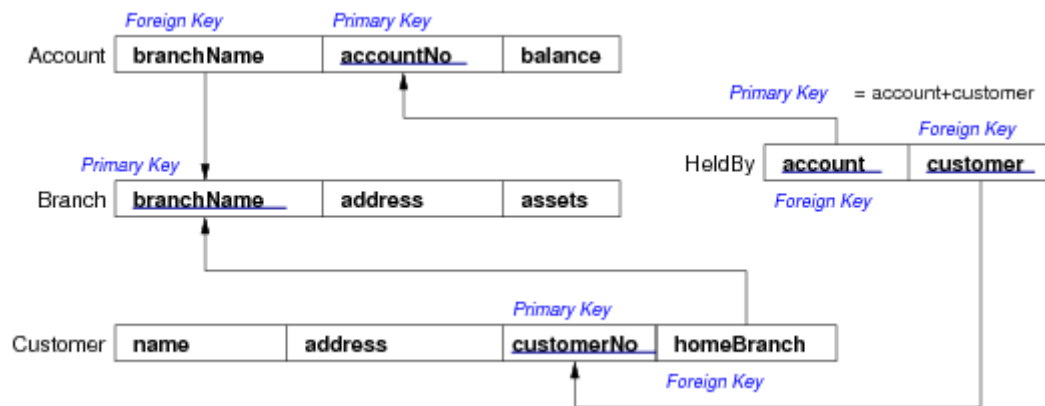 Foreign Key Primary Key
Account branchName accountNo balance
Primary Key = account+customer
Foreign Key
HeldBy account customer
Foreign Key
Primary Key
Branch branchName address assets
Primary Key
Customer name address customerNo homeBranch
Foreign Key